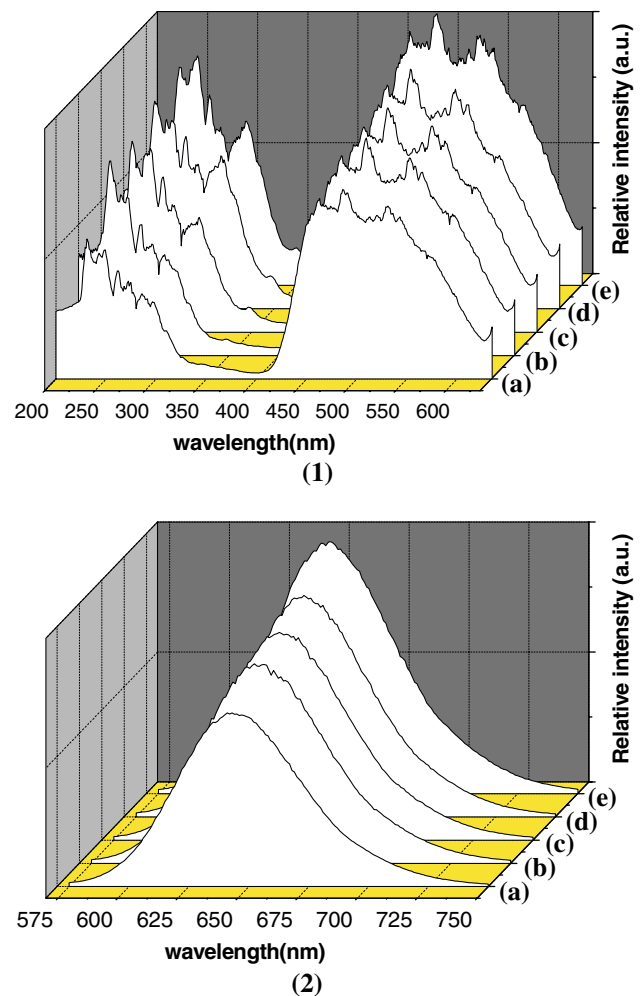 Relative intensity (a.u.)
(e)
(d)
(c)
(b)
(a)
200 250 300 350 400 450 500 550 600
wavelength(nm)
(1)
Relative intensity (a.u.)
(e)
(d)
(c)
(b)
(a)
575 600 625 650 675 700 725 750
wavelength(nm)
(2)